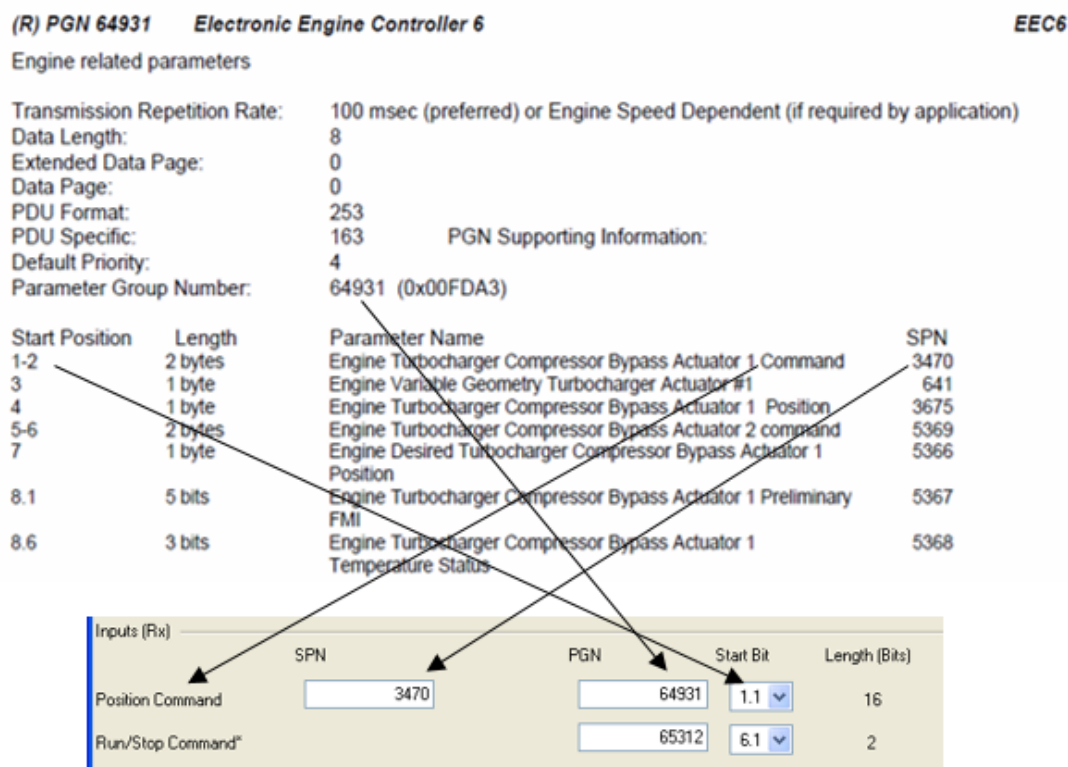 (R) PGN 64931 Electronic Engine Controller 6 EEC6
Engine related parameters
Transmission Repetition Rate: 100 msec (preferred) or Engine Speed Dependent (if required by application)
Data Length: 8
Extended Data Page: 0
Data Page: 0
PDU Format: 253
PDU Specific: 163 PGN Supporting Information:
Default Priority: 4
Parameter Group Number: 64931 (0x00FDA3)
Start Position Length Parameter Name SPN
1-2 2 bytes Engine Turbocharger Compressor Bypass Actuator 1 Command 3470
3 1 byte Engine Variable Geometry Turbocharger Actuator #1 641
4 1 byte Engine Turbocharger Compressor Bypass Actuator 1 Position 3675
5-6 2 bytes Engine Turbocharger Compressor Bypass Actuator 2 command 5369
7 1 byte Engine Desired Turbocharger Compressor Bypass Actuator 1 5366
Position
8.1 5 bits Engine Turbocharger Compressor Bypass Actuator 1 Preliminary 5367
FMI
8.6 3 bits Engine Turbocharger Compressor Bypass Actuator 1 5368
Temperature Status
Inputs (Rx)
SPN PGN Start Bit Length (Bits)
Position Command 3470 64931 1.1 16
Run/Stop Command* 65312 6.1 2